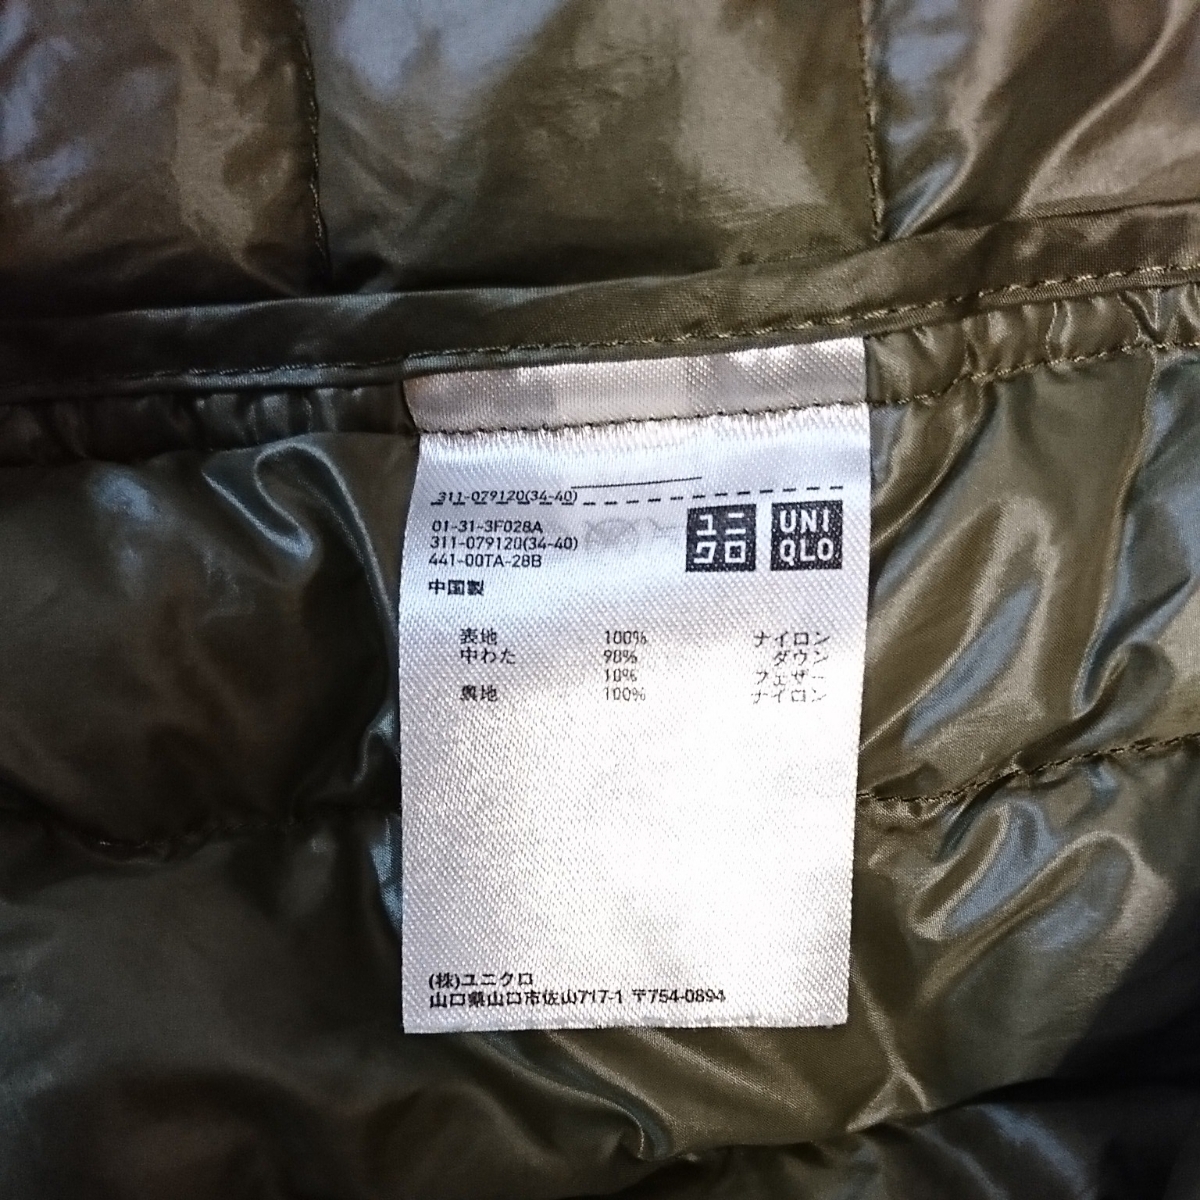 311-079120(34-40)
01-31-3F028A
311-079120(34-40)
441-00TA-28B
中国製
ユニ
クロ
UNI
QLO
表地 100% ナイロン
中わた 90% ダウン
10% フェザー
裏地 100% ナイロン
(株)ユニクロ
山口県山口市佐山717-1 〒754-0894